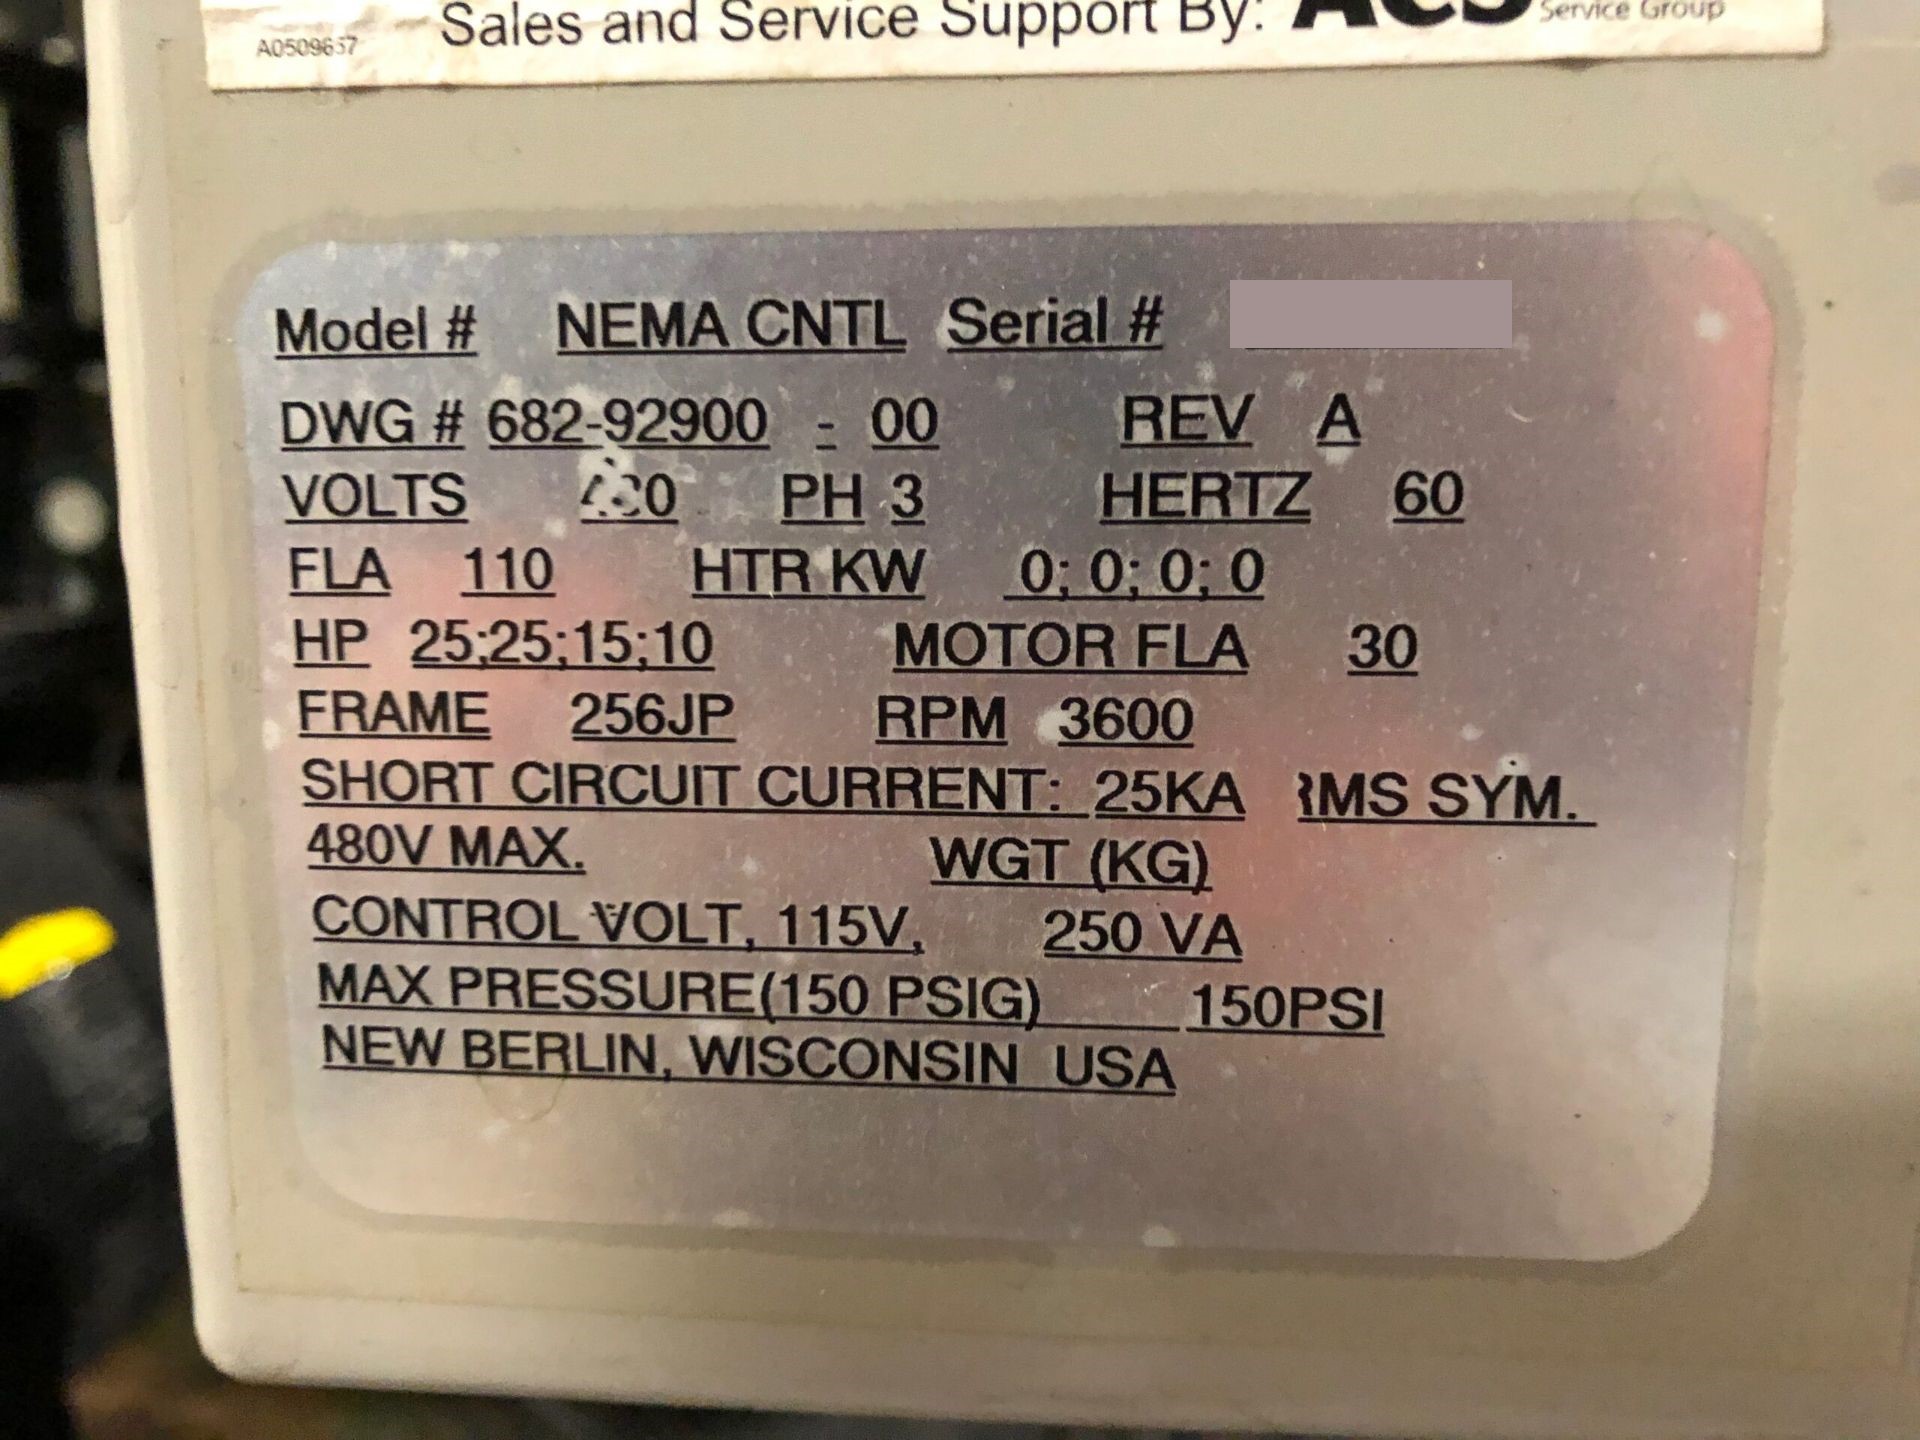 A0509637 Sales and Service Support By: ACS Service Group
Model # NEMA CNTL Serial #
DWG # 682-92900 - 00 REV A
VOLTS PH 3 HERTZ 60
FLA 110 HTR KW 0; 0; 0; 0
HP 25;25;15;10 MOTOR FLA 30
FRAME 256JP RPM 3600
SHORT CIRCUIT CURRENT: 25KA RMS SYM.
480V MAX. WGT (KG)
CONTROL VOLT, 115V, 250 VA
MAX PRESSURE(150 PSIG) 150PSI
NEW BERLIN, WISCONSIN USA